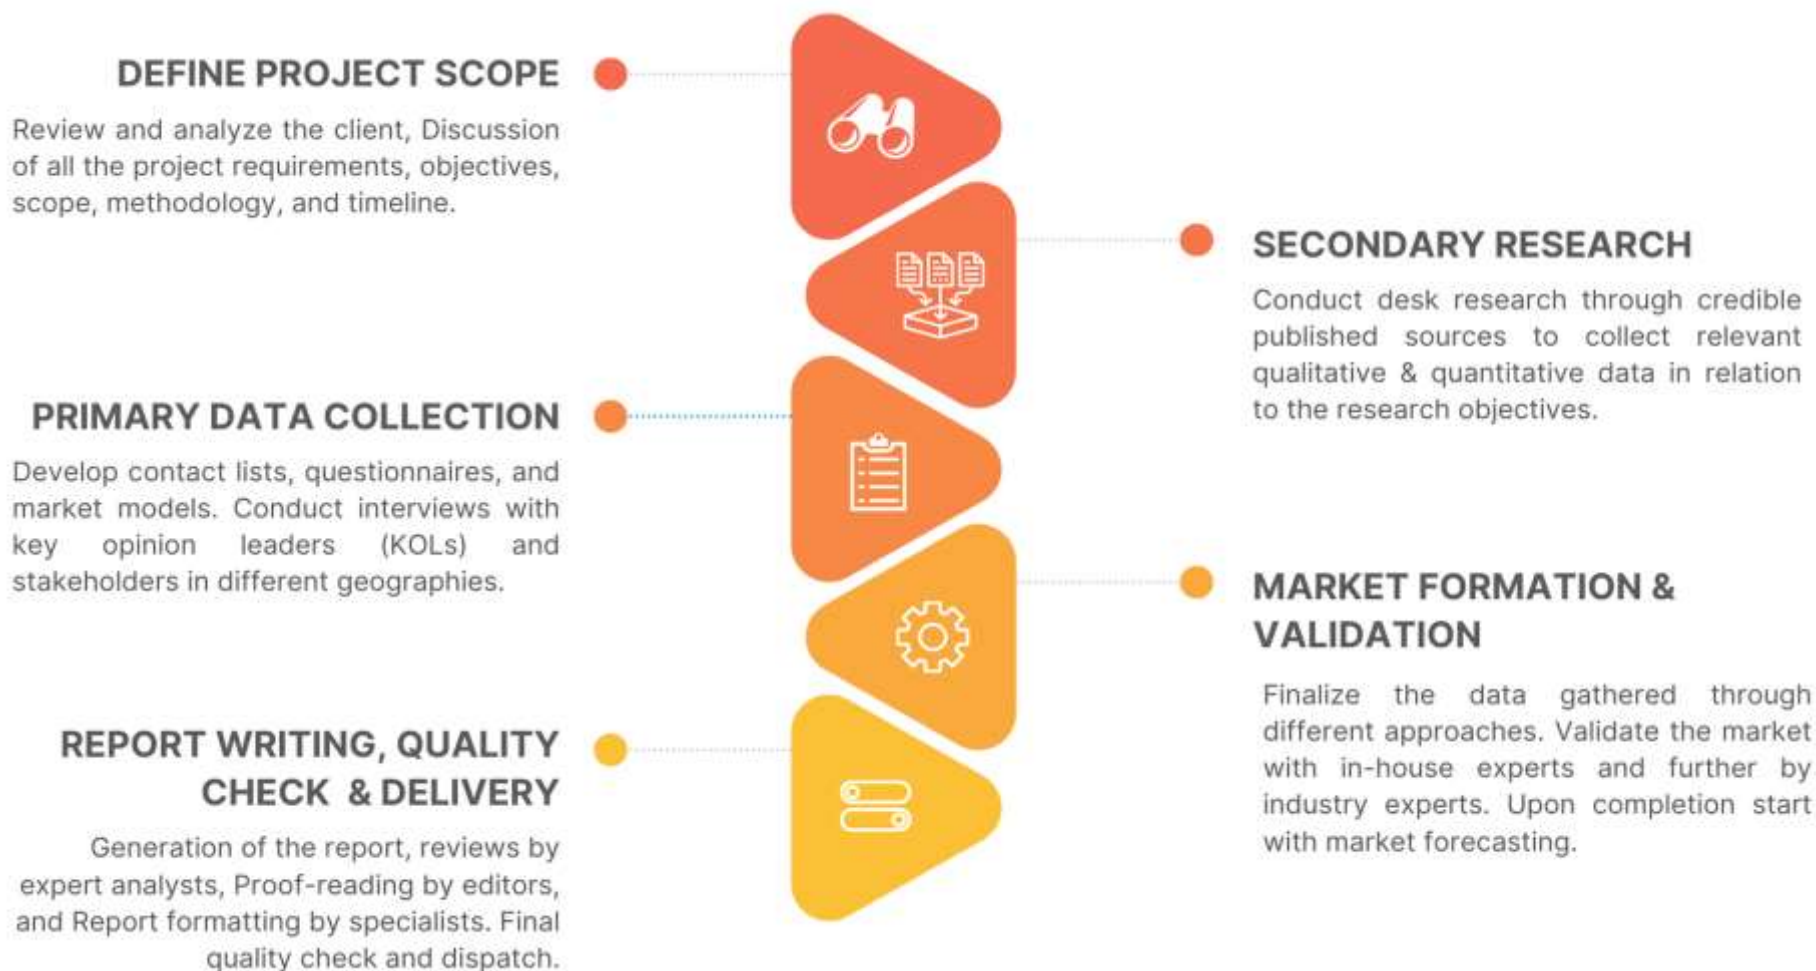 DEFINE PROJECT SCOPE
Review and analyze the client, Discussion
of all the project requirements, objectives,
scope, methodology, and timeline.
SECONDARY RESEARCH
Conduct desk research through credible
published sources to collect relevant
qualitative & quantitative data in relation
to the research objectives.
PRIMARY DATA COLLECTION
Develop contact lists, questionnaires, and
market models. Conduct interviews with
key opinion leaders (KOLs) and
stakeholders in different geographies.
MARKET FORMATION &
VALIDATION
Finalize the data gathered through
different approaches. Validate the market
with in-house experts and further by
industry experts. Upon completion start
with market forecasting.
REPORT WRITING, QUALITY
CHECK & DELIVERY
Generation of the report, reviews by
expert analysts, Proof-reading by editors,
and Report formatting by specialists. Final
quality check and dispatch.